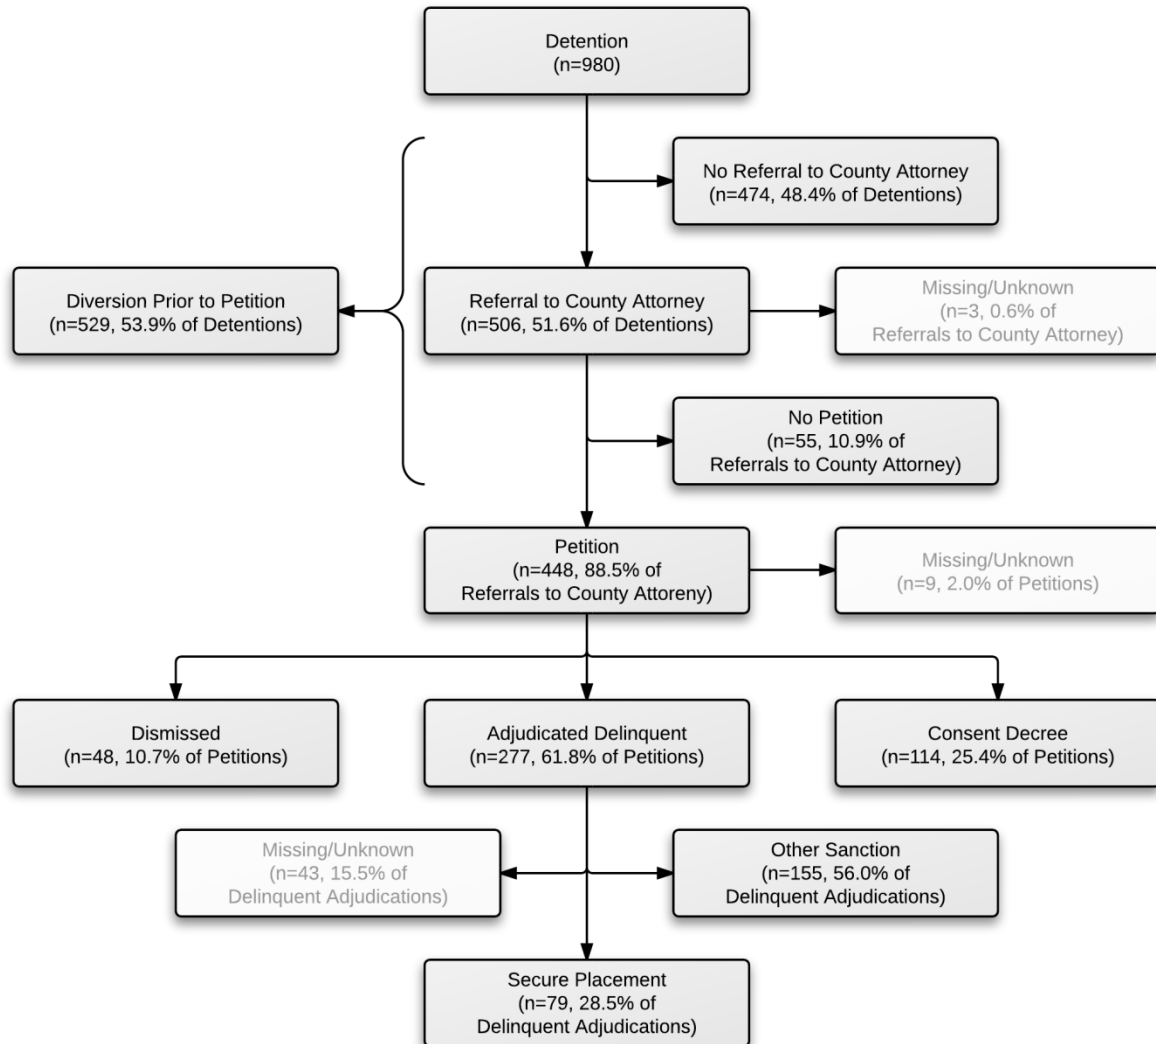 Detention
(n=980)
No Referral to County Attorney
(n=474, 48.4% of Detentions)
Diversion Prior to Petition
(n=529, 53.9% of Detentions)
Referral to County Attorney
(n=506, 51.6% of Detentions)
Missing/Unknown
(n=3, 0.6% of
Referrals to County Attorney)
No Petition
(n=55, 10.9% of
Referrals to County Attorney)
Petition
(n=448, 88.5% of
Referrals to County Attoreny)
Missing/Unknown
(n=9, 2.0% of Petitions)
Dismissed
(n=48, 10.7% of Petitions)
Adjudicated Delinquent
(n=277, 61.8% of Petitions)
Consent Decree
(n=114, 25.4% of Petitions)
Missing/Unknown
(n=43, 15.5% of
Delinquent Adjudications)
Other Sanction
(n=155, 56.0% of
Delinquent Adjudications)
Secure Placement
(n=79, 28.5% of
Delinquent Adjudications)